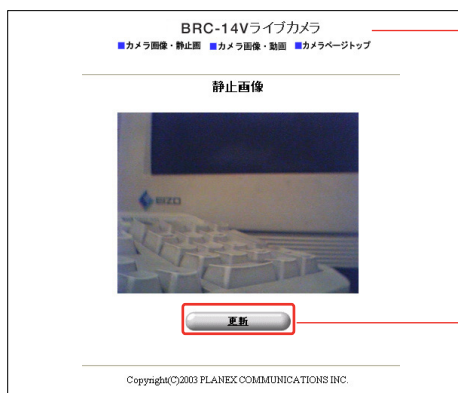 BRC-14Vライブカメラ
■カメラ画像・静止画 ■カメラ画像・動画 ■カメラページトップ
静止画像
EIZO
更新
Copyright(C)2003 PLANEX COMMUNICATIONS INC.